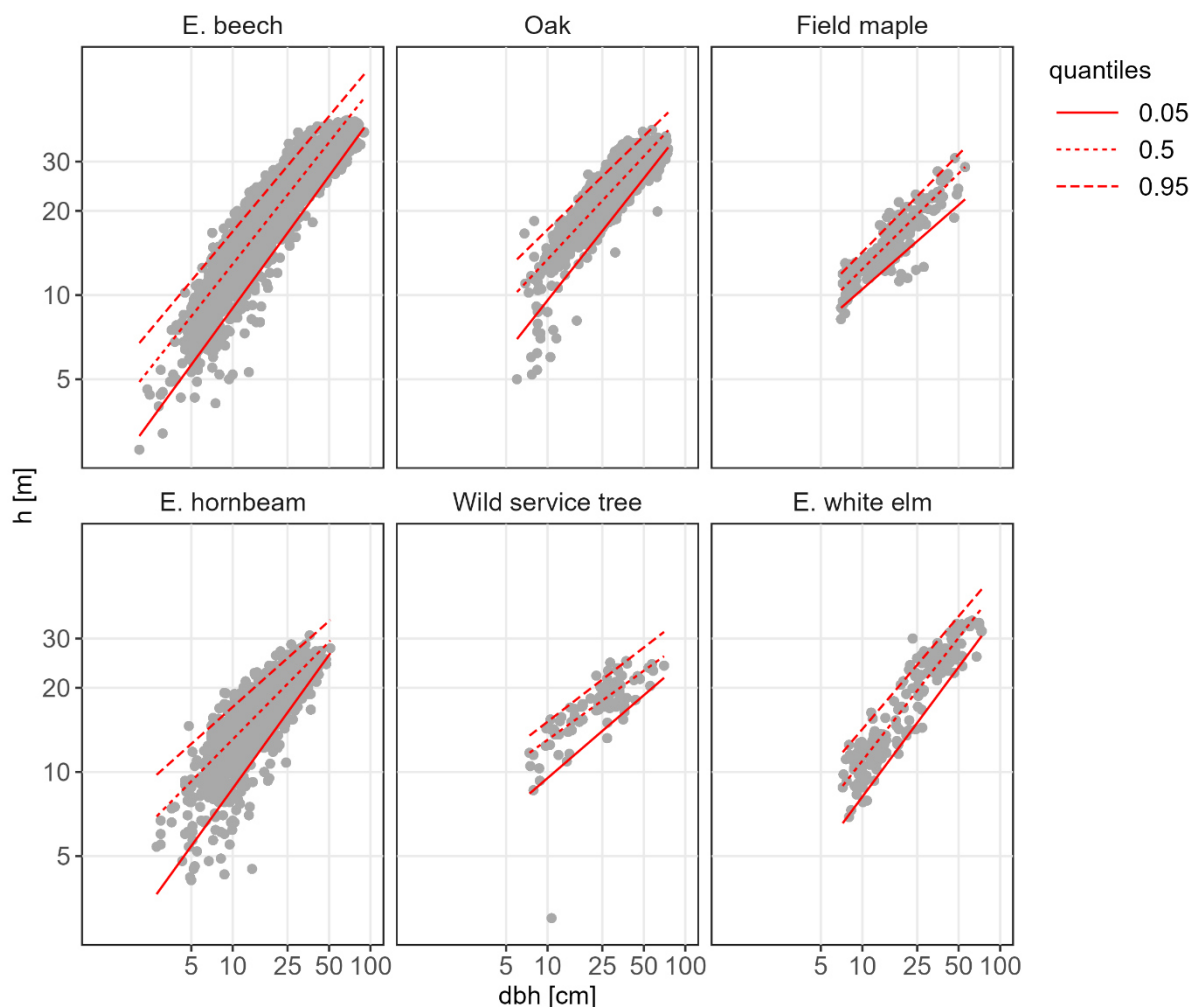 E. beech
Oak
Field maple
quantiles
0.05
0.5
0.95
30
20
10
5
h [m]
E. hornbeam
Wild service tree
E. white elm
30
20
10
5
5 10 25 50 100
5 10 25 50 100
5 10 25 50 100
dbh [cm]